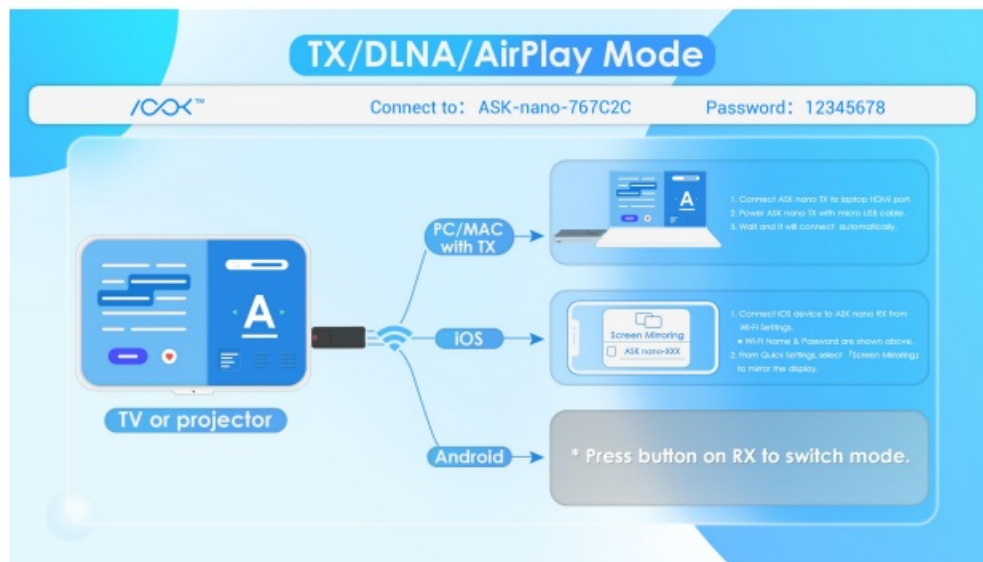 TX/DLNA/AirPlay Mode
Connect to: ASK-nano-767C2C
Password: 12345678
PC/MAC
with TX
A
1. Connect ASK nano TX to laptop HDMI port.
2. Power ASK nano TX with micro USB cable.
3. Wait and it will connect automatically.
A
TV or projector
iOS
Screen Mirroring
ASK nano-XXX
1. Connect iOS device to ASK nano RX from
Wi-Fi Settings.
• Wi-Fi Name & Password are shown above.
2. From Quick Settings, select「Screen Mirroring」
to mirror the display.
Android
* Press button on RX to switch mode.